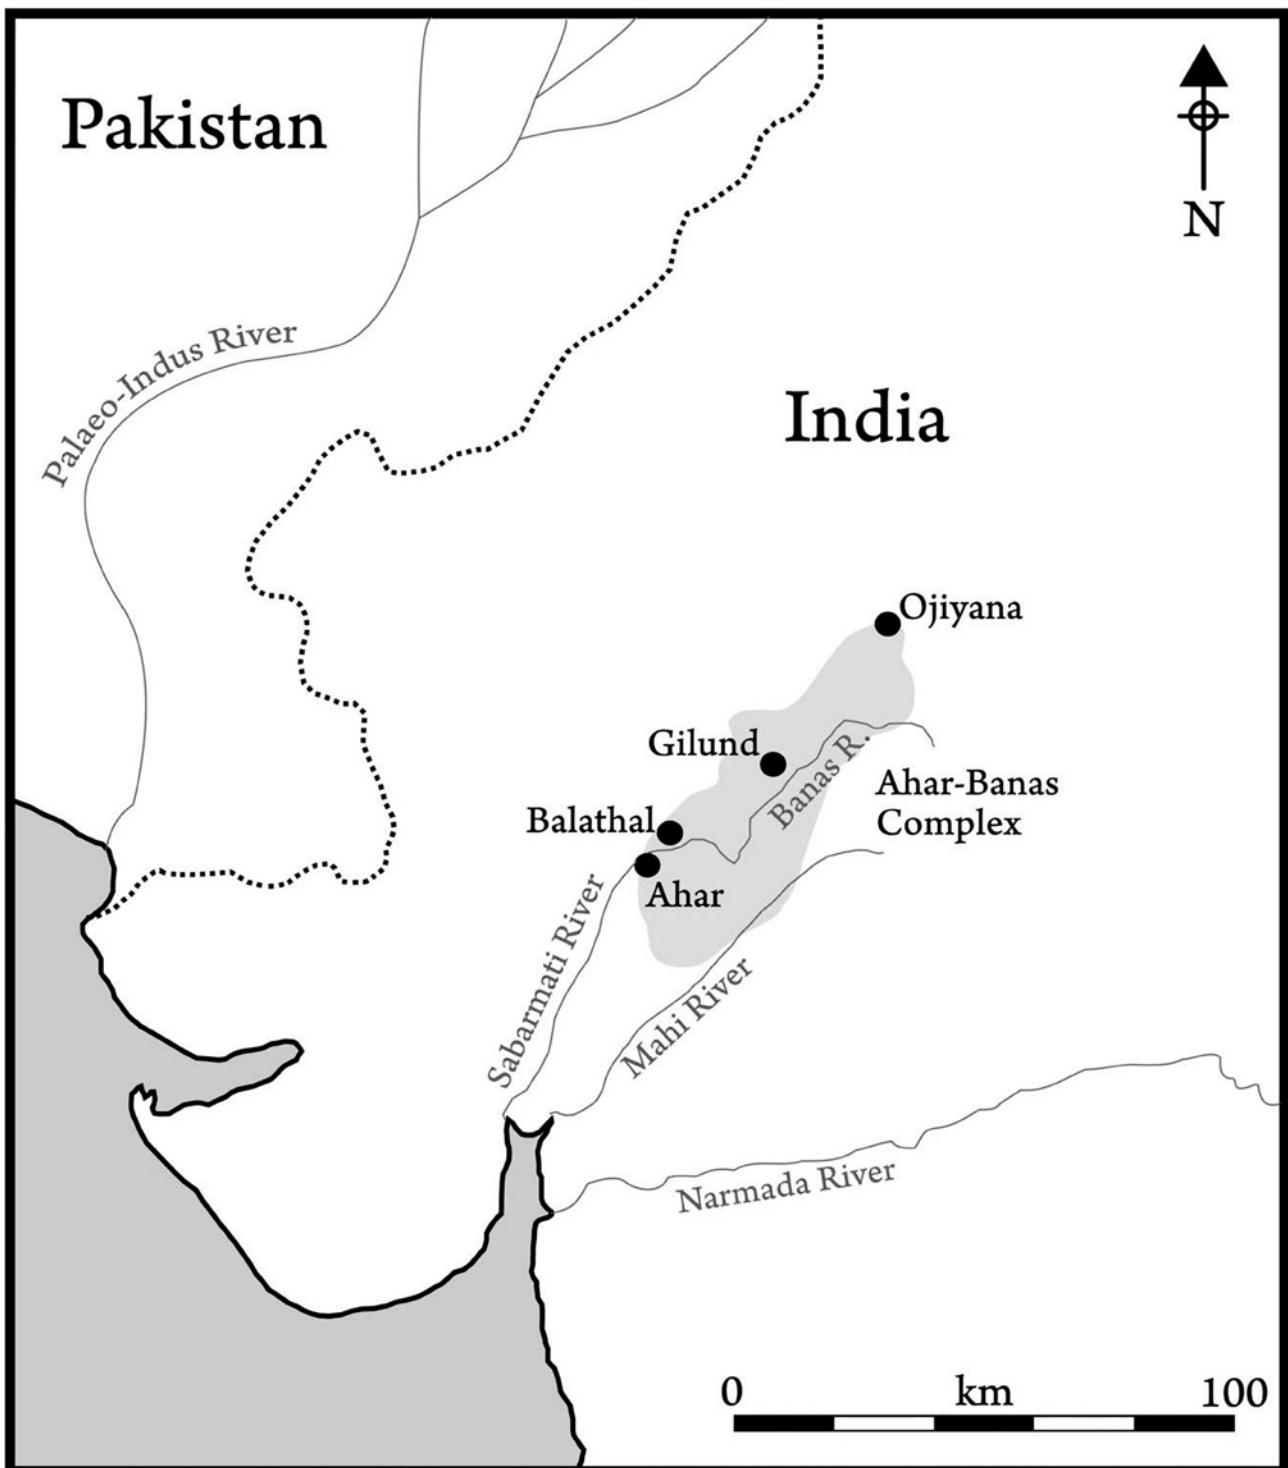 Pakistan
N
Palaeo-Indus River
India
Ojiyana
Gilund
Banas R.
Ahar-Banas
Complex
Balathal
Ahar
Sabarmati River
Mahi River
Narmada River
0 km 100